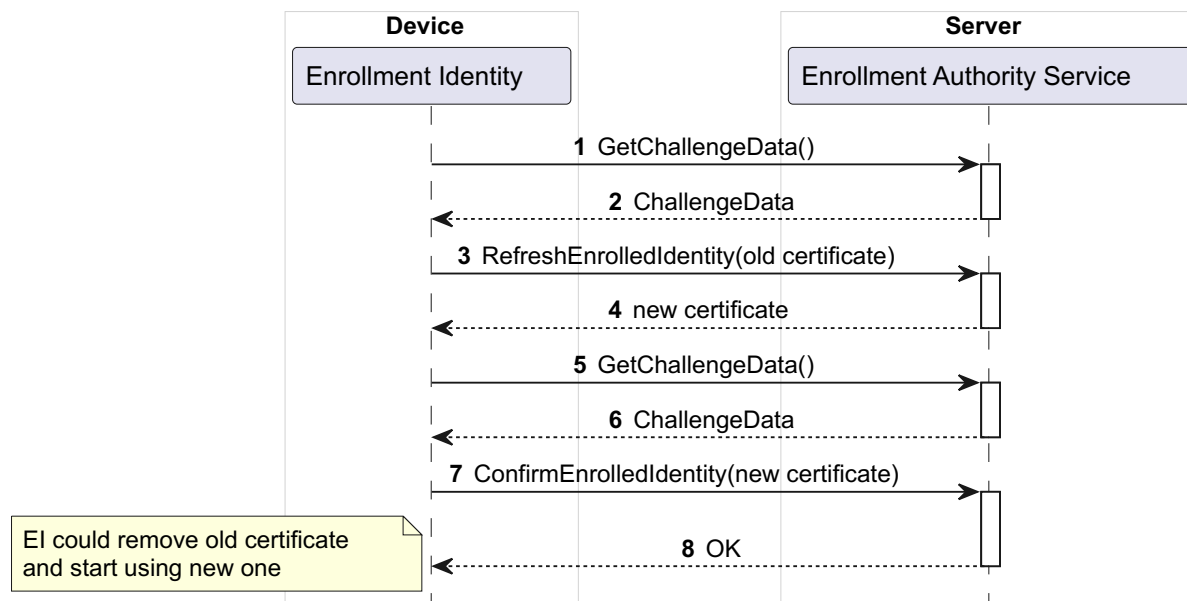 Device
Server
Enrollment Identity
Enrollment Authority Service
1 GetChallengeData()
2 ChallengeData
3 RefreshEnrolledIdentity(old certificate)
4 new certificate
5 GetChallengeData()
6 ChallengeData
7 ConfirmEnrolledIdentity(new certificate)
EI could remove old certificate
and start using new one
8 OK